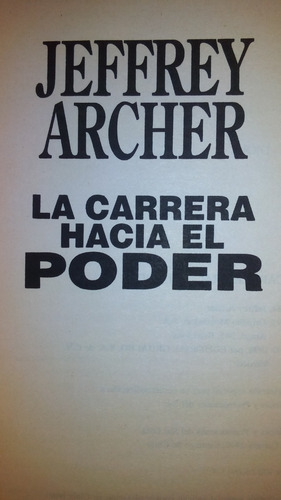 JEFFREY
ARCHER
LA CARRERA
HACIA EL
PODER